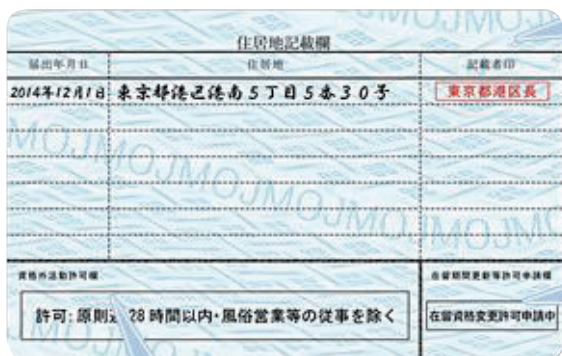 住居地記載欄
届出年月日 住居地 記載者印
2014年12月1日 東京都港区港南5丁目5番30号 東京都港区長
資格外活動許可欄 在留期間更新等許可申請欄
許可:原則週28時間以内・風俗営業等の従事を除く 在留資格変更許可申請中
MOJMOJMOJMOJMOJMOJ